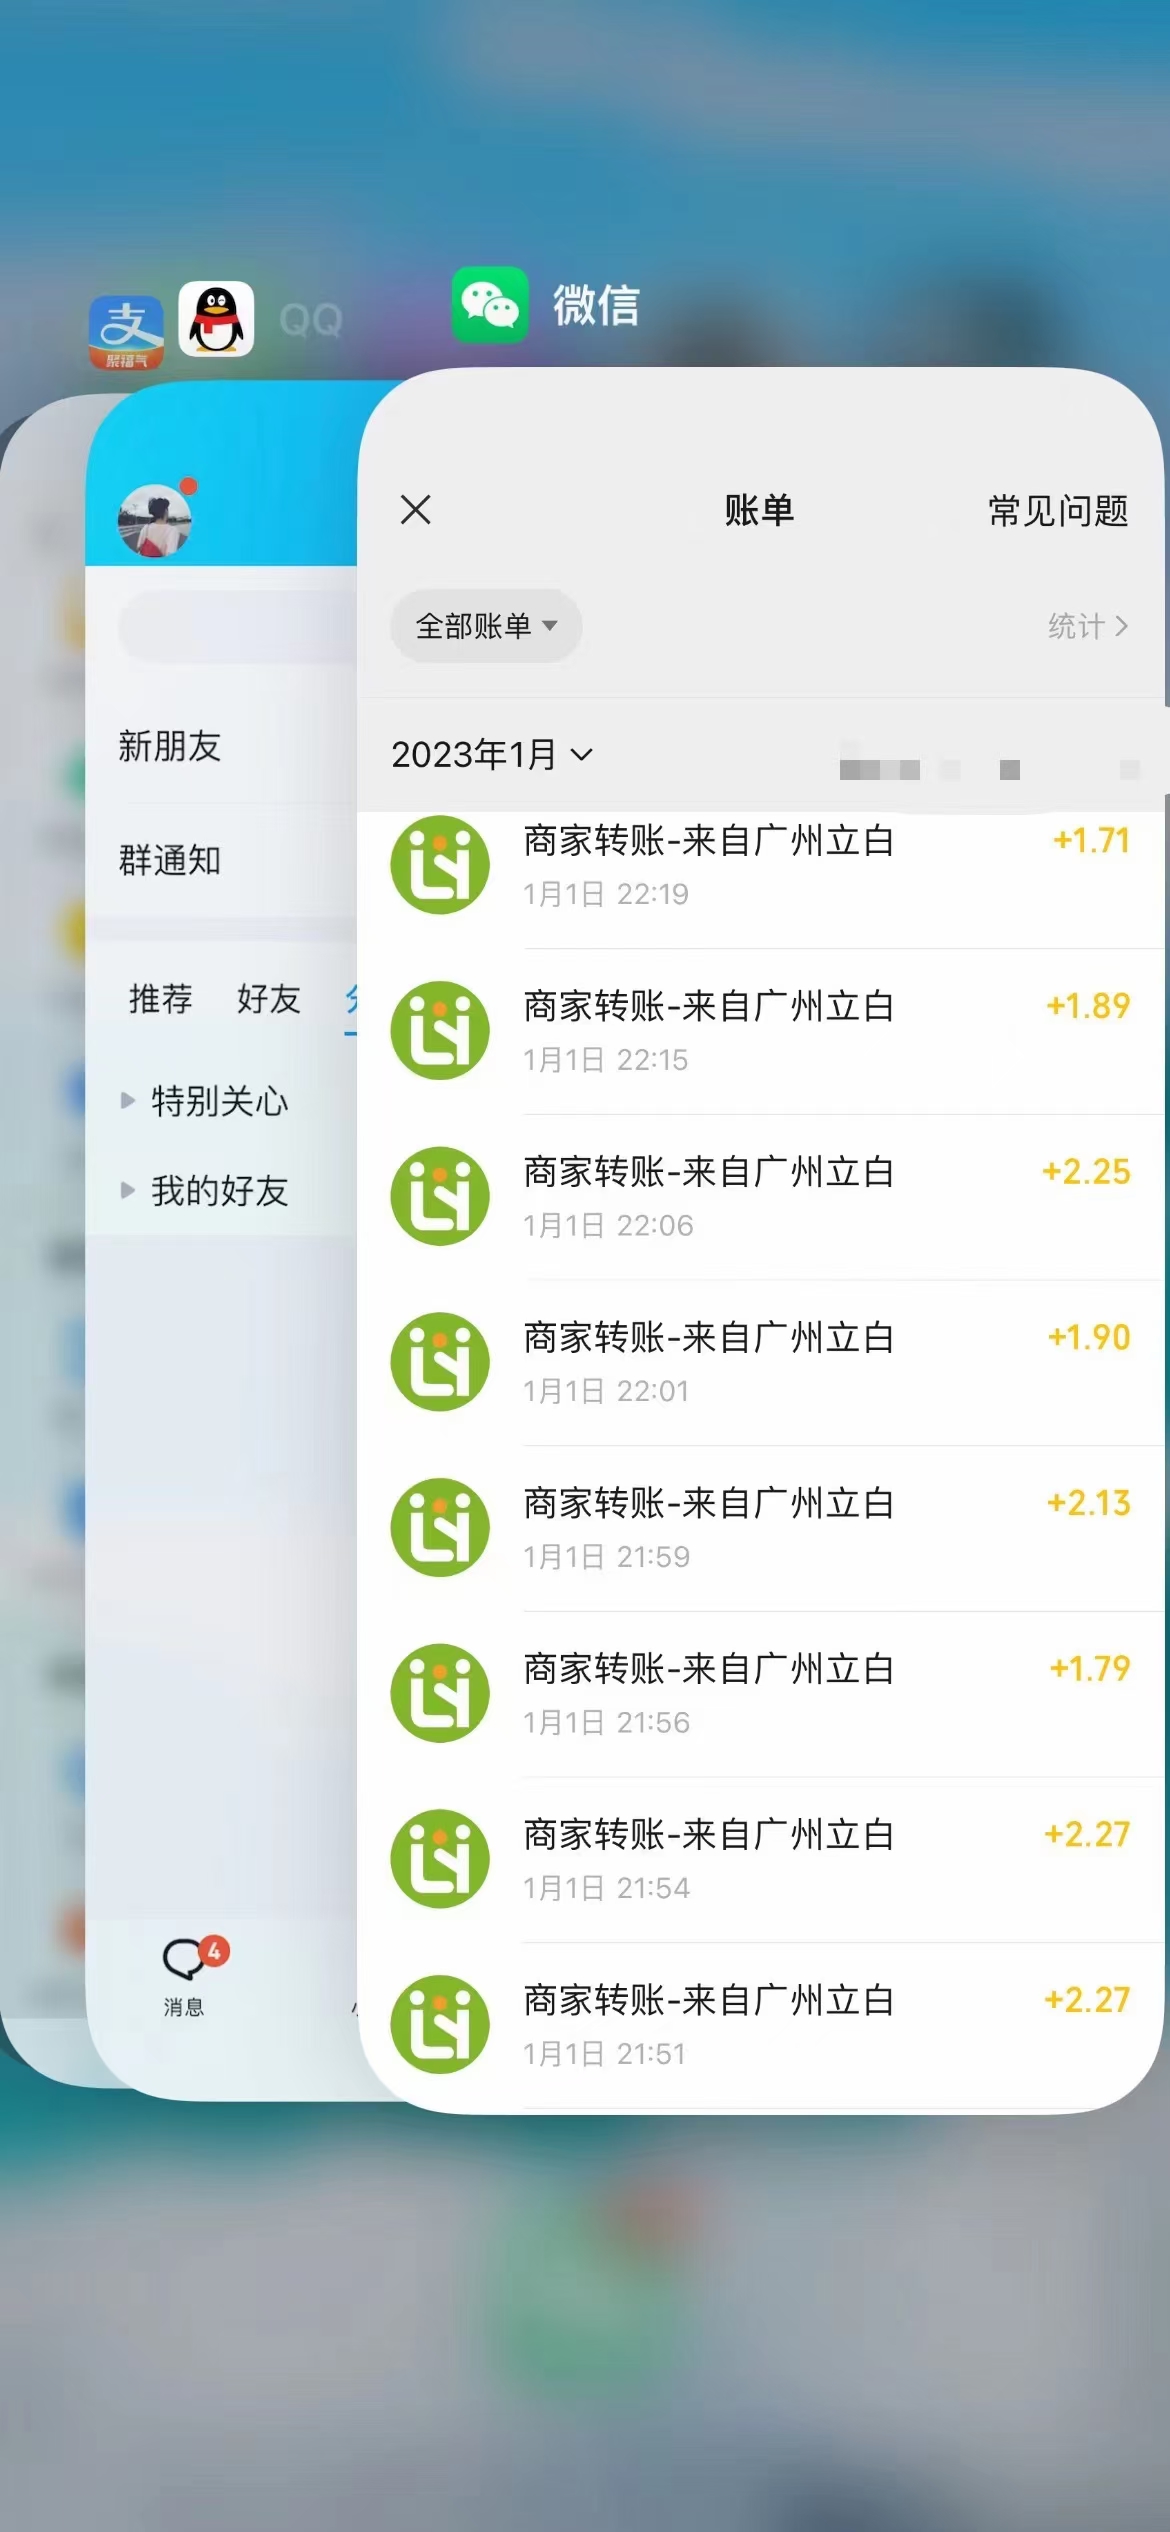 支
聚福气
QQ
微信
账单
常见问题
全部账单
统计
2023年1月
商家转账-来自广州立白
+1.71
1月1日 22:19
商家转账-来自广州立白
+1.89
1月1日 22:15
商家转账-来自广州立白
+2.25
1月1日 22:06
商家转账-来自广州立白
+1.90
1月1日 22:01
商家转账-来自广州立白
+2.13
1月1日 21:59
商家转账-来自广州立白
+1.79
1月1日 21:56
商家转账-来自广州立白
+2.27
1月1日 21:54
商家转账-来自广州立白
+2.27
1月1日 21:51
新朋友
群通知
推荐 好友
特别关心
我的好友
4
消息